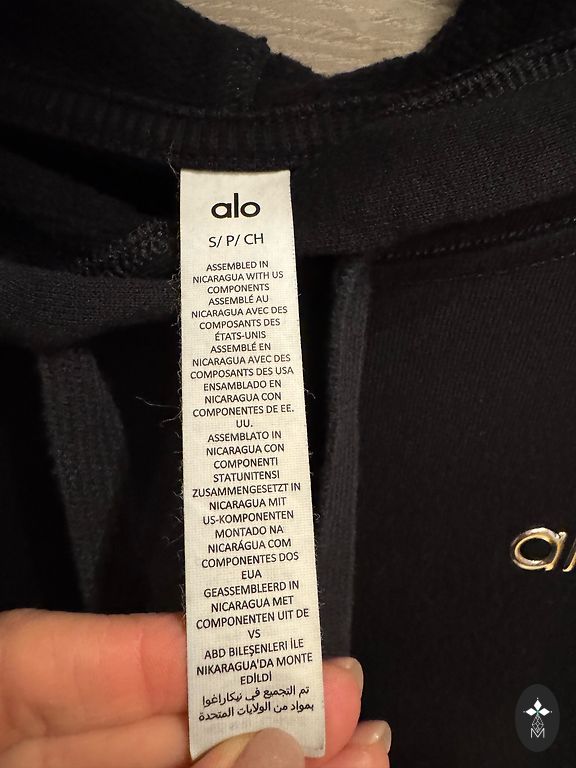 alo
S/ P/ CH
ASSEMBLED IN
NICARAGUA WITH US
COMPONENTS
ASSEMBLÉ AU
NICARAGUA AVEC DES
COMPOSANTS DES
ÉTATS-UNIS
ASSEMBLÉ EN
NICARAGUA AVEC DES
COMPOSANTS DES USA
ENSAMBLADO EN
NICARAGUA CON
COMPONENTES DE EE.
UU.
ASSEMBLATO IN
NICARAGUA CON
COMPONENTI
STATUNITENSI
ZUSAMMENGESETZT IN
NICARAGUA MIT
US-KOMPONENTEN
MONTADO NA
NICARÁGUA COM
COMPONENTES DOS
EUA
GEASSEMBLEERD IN
NICARAGUA MET
COMPONENTEN UIT DE
VS
ABD BILEŞENLERI İLE
NIKARAGUA'DA MONTE
EDİLDİ
تم التجميع في نيكاراغوا
بمواد من الولايات المتحدة
al
M